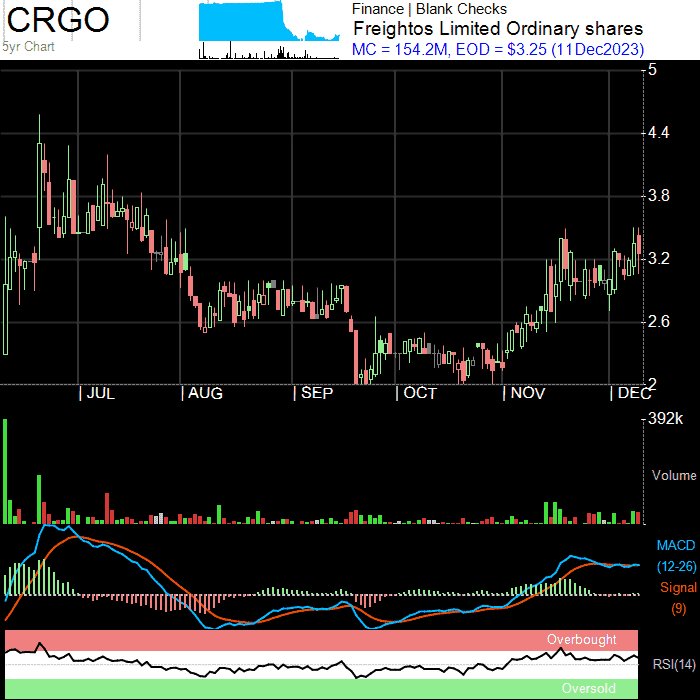 CRGO
5yr Chart
Finance | Blank Checks
Freightos Limited Ordinary shares
MC = 154.2M, EOD = $3.25 (11Dec2023)
5
4.4
3.8
3.2
2.6
2
| JUL | AUG | SEP | OCT | NOV | DEC
392k
Volume
MACD
(12-26)
Signal
(9)
Overbought
RSI(14)
Oversold